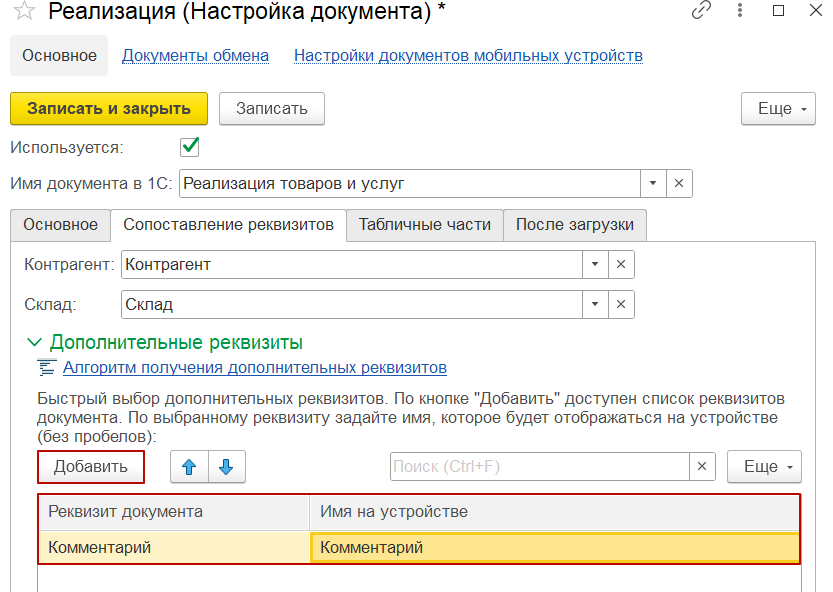 Реализация (Настройка документа) *
Основное Документы обмена Настройки документов мобильных устройств
Записать и закрыть Записать Еще
Используется:
Имя документа в 1С: Реализация товаров и услуг
Основное Сопоставление реквизитов Табличные части После загрузки
Контрагент: Контрагент
Склад: Склад
Дополнительные реквизиты
Алгоритм получения дополнительных реквизитов
Быстрый выбор дополнительных реквизитов. По кнопке "Добавить" доступен список реквизитов
документа. По выбранному реквизиту задайте имя, которое будет отображаться на устройстве
(без пробелов):
Добавить Поиск (Ctrl+F) Еще
Реквизит документа Имя на устройстве
Комментарий Комментарий